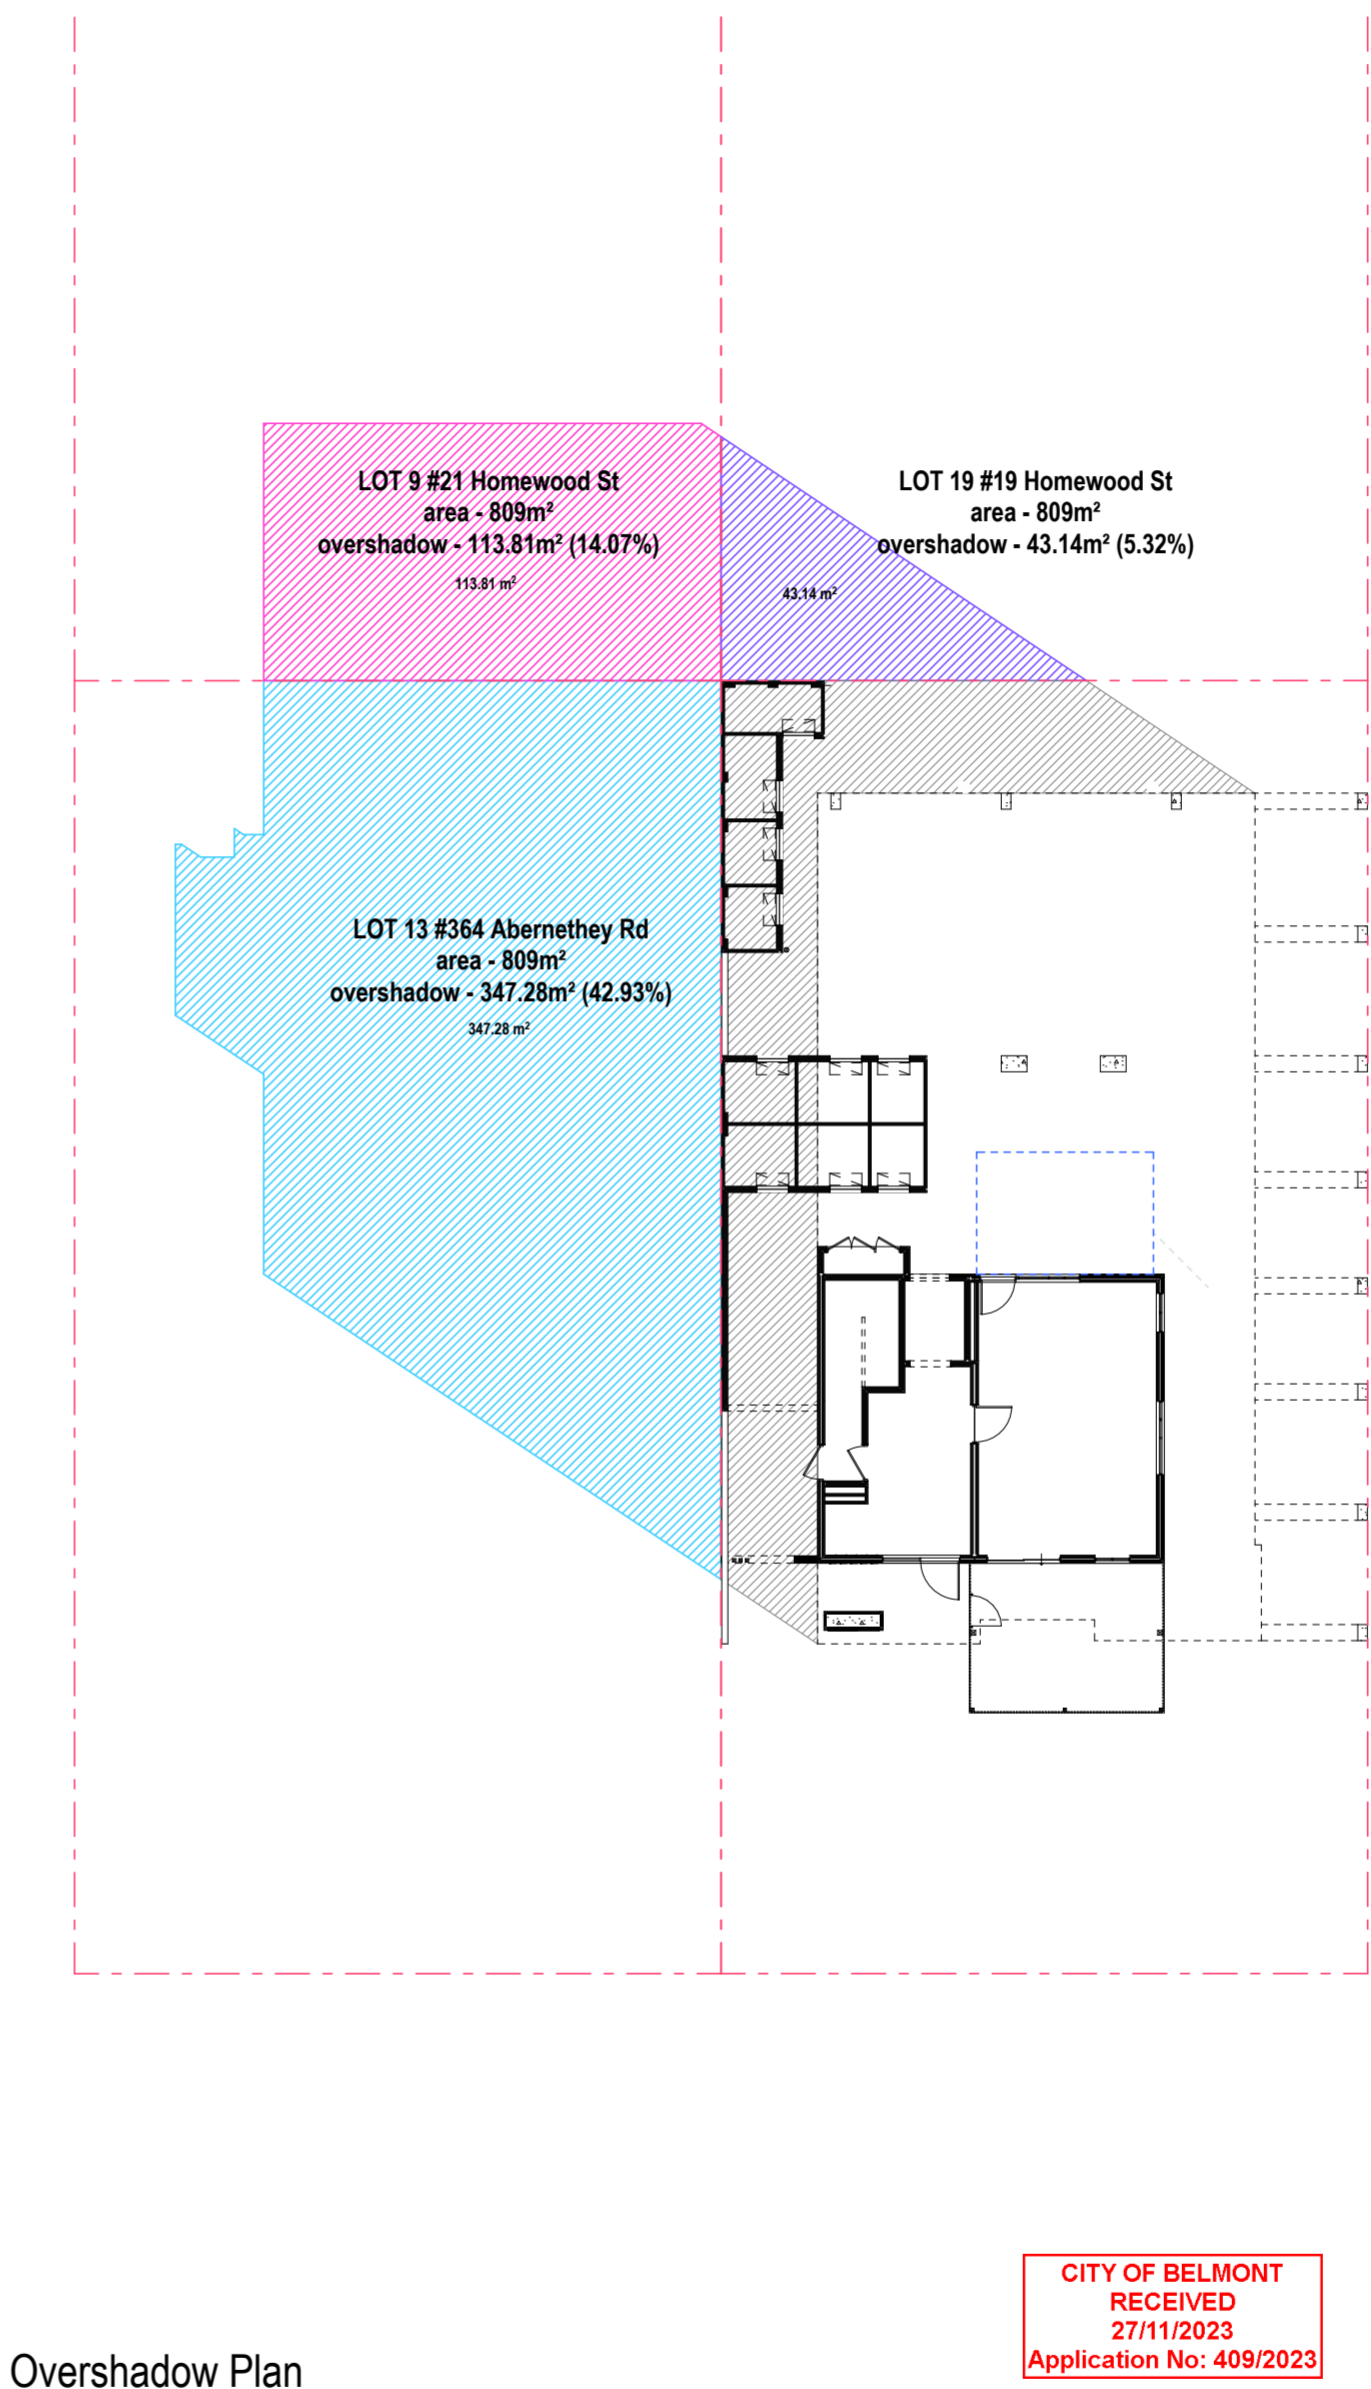 LOT 9 #21 Homewood St
area - 809m²
overshadow - 113.81m² (14.07%)
113.81 m²
LOT 19 #19 Homewood St
area - 809m²
overshadow - 43.14m² (5.32%)
43.14 m²
LOT 13 #364 Abernethey Rd
area - 809m²
overshadow - 347.28m² (42.93%)
347.28 m²
CITY OF BELMONT
RECEIVED
27/11/2023
Application No: 409/2023
Overshadow Plan